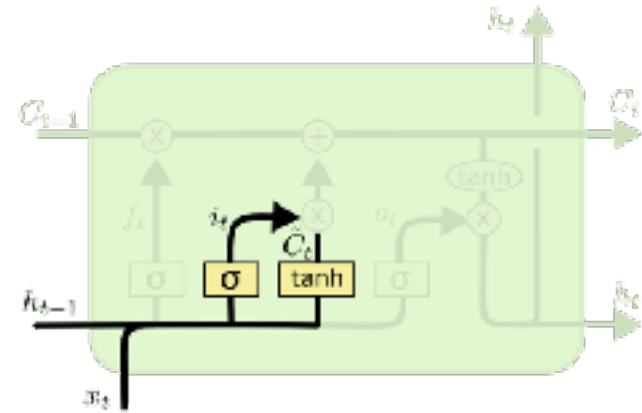 h_t
C_{t-1}
C_t
tanh
f_t
i_t
o_t
C̃_t
σ
σ
tanh
σ
h_{t-1}
h_t
x_t